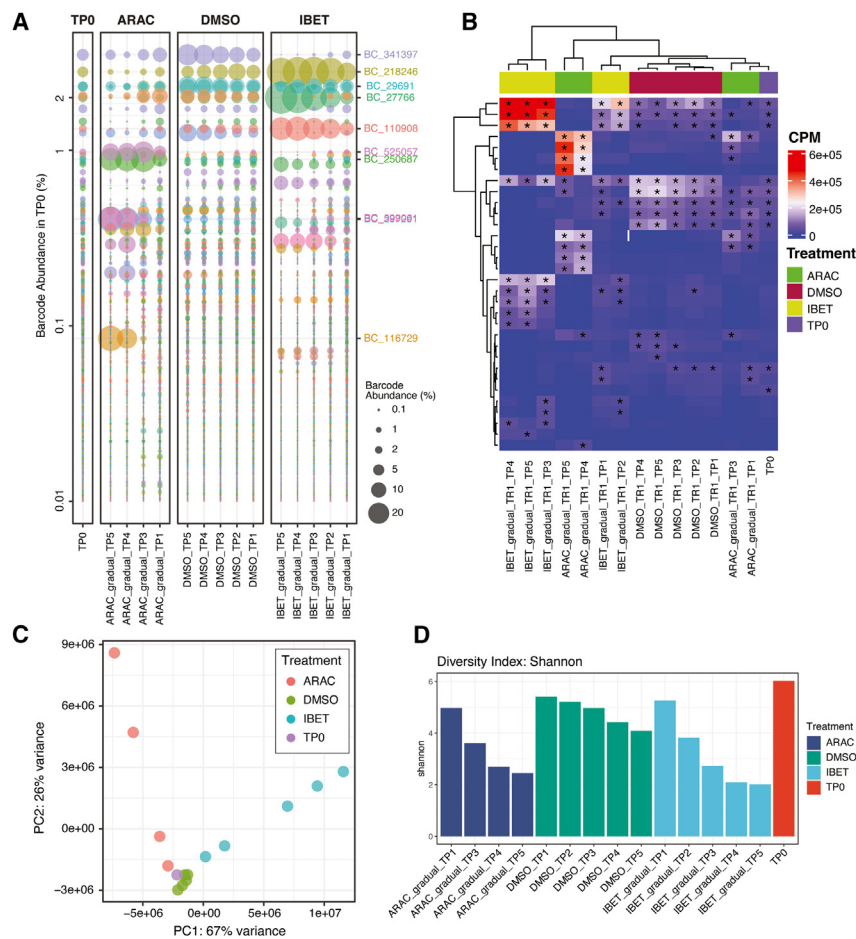 A
TP0
ARAC
DMSO
IBET
Barcode Abundance in TP0 (%)
2
1
0.1
0.01
BC_341397
BC_218246
BC_29691
BC_27766
BC_110908
BC_525057
BC_250687
BC_116729
Barcode
Abundance (%)
0.1
1
2
5
10
20
TP0
ARAC_gradual_TP5
ARAC_gradual_TP4
ARAC_gradual_TP3
ARAC_gradual_TP1
DMSO_TP5
DMSO_TP4
DMSO_TP3
DMSO_TP2
DMSO_TP1
IBET_gradual_TP5
IBET_gradual_TP4
IBET_gradual_TP3
IBET_gradual_TP2
IBET_gradual_TP1
B
CPM
6e+05
4e+05
2e+05
0
Treatment
ARAC
DMSO
IBET
TP0
IBET_gradual_TR1_TP4
IBET_gradual_TR1_TP5
IBET_gradual_TR1_TP3
ARAC_gradual_TR1_TP5
ARAC_gradual_TR1_TP4
IBET_gradual_TR1_TP1
IBET_gradual_TR1_TP2
DMSO_TR1_TP4
DMSO_TR1_TP5
DMSO_TR1_TP3
DMSO_TR1_TP2
DMSO_TR1_TP1
ARAC_gradual_TR1_TP3
ARAC_gradual_TR1_TP1
TP0
C
PC2: 26% variance
9e+06
6e+06
3e+06
0e+00
−3e+06
−5e+06
0e+00
5e+06
1e+07
PC1: 67% variance
Treatment
ARAC
DMSO
IBET
TP0
D
Diversity Index: Shannon
shannon
6
4
2
0
ARAC_gradual_TP1
ARAC_gradual_TP3
ARAC_gradual_TP4
ARAC_gradual_TP5
DMSO_TP1
DMSO_TP2
DMSO_TP3
DMSO_TP4
DMSO_TP5
IBET_gradual_TP1
IBET_gradual_TP2
IBET_gradual_TP3
IBET_gradual_TP4
IBET_gradual_TP5
TP0
Treatment
ARAC
DMSO
IBET
TP0